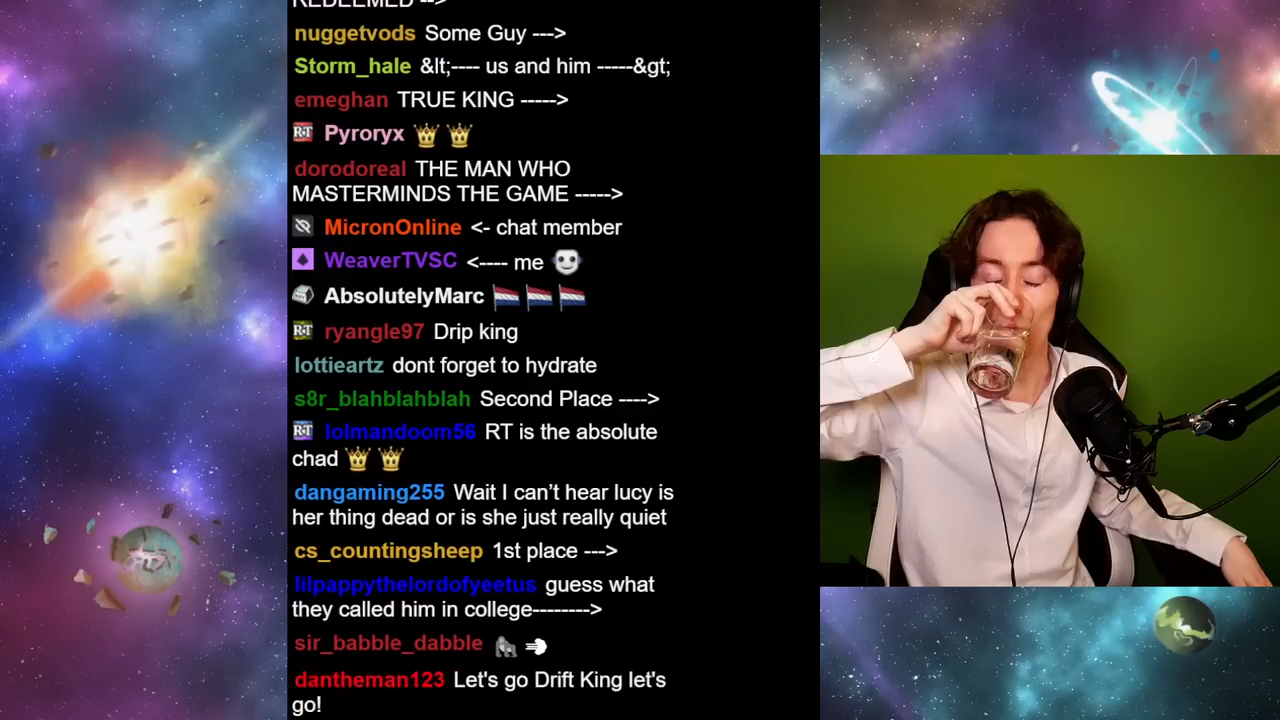 REDEEMED -->
nuggetvods Some Guy --->
Storm_hale &lt;---- us and him -----&gt;
emeghan TRUE KING ----->
RT Pyroryx
dorodoreal THE MAN WHO
MASTERMINDS THE GAME ----->
MicronOnline <- chat member
WeaverTVSC <---- me
AbsolutelyMarc
RT ryangle97 Drip king
lottieartz dont forget to hydrate
s8r_blahblahblah Second Place ---->
RT lolmandoom56 RT is the absolute
chad
dangaming255 Wait I can’t hear lucy is
her thing dead or is she just really quiet
cs_countingsheep 1st place --->
lilpappythelordofyeetus guess what
they called him in college-------->
sir_babble_dabble
dantheman123 Let's go Drift King let's
go!